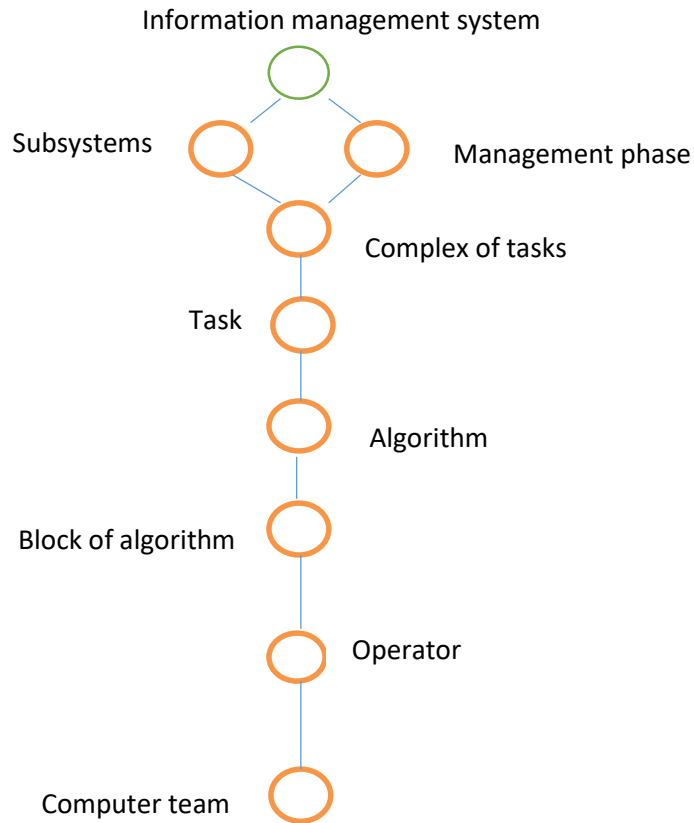 Information management system
Subsystems
Management phase
Complex of tasks
Task
Algorithm
Block of algorithm
Operator
Computer team